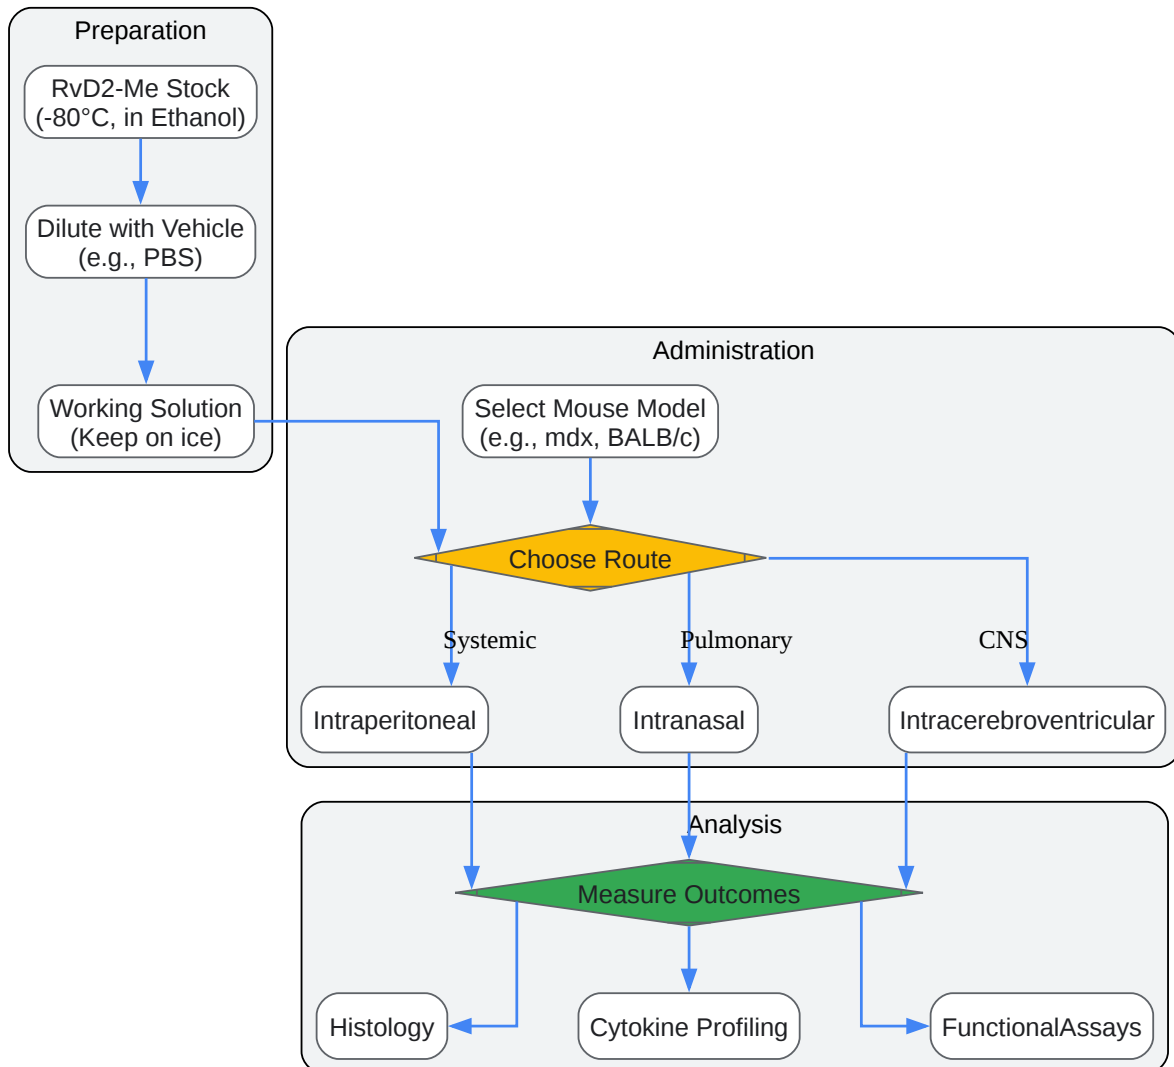 Preparation
RvD2-Me Stock
(-80°C, in Ethanol)
Dilute with Vehicle
(e.g., PBS)
Working Solution
(Keep on ice)
Administration
Select Mouse Model
(e.g., mdx, BALB/c)
Choose Route
Systemic
Pulmonary
CNS
Intraperitoneal
Intranasal
Intracerebroventricular
Analysis
Measure Outcomes
Histology
Cytokine Profiling
FunctionalAssays